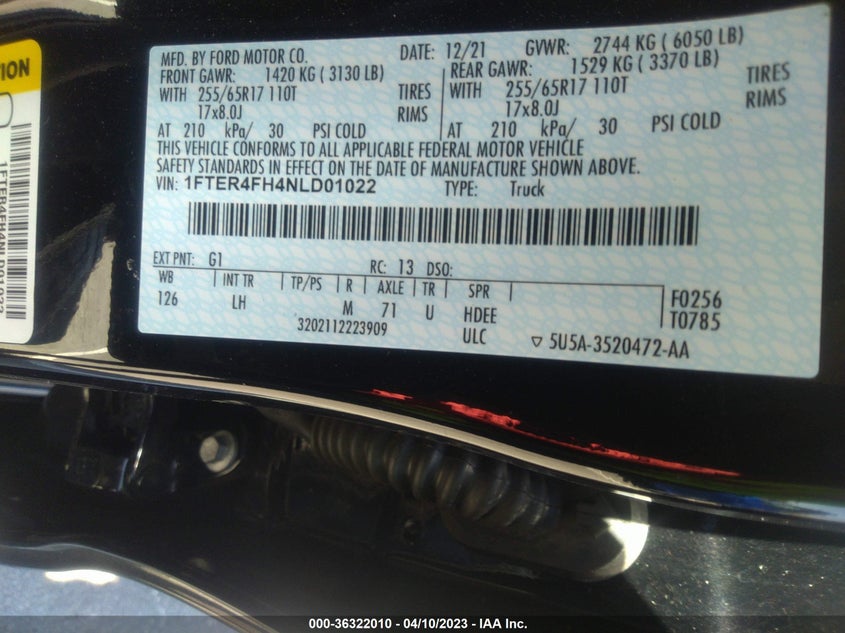 TION
1FTER4FH4NLD01022
MFD. BY FORD MOTOR CO. DATE: 12/21 GVWR: 2744 KG ( 6050 LB)
FRONT GAWR: 1420 KG ( 3130 LB) REAR GAWR: 1529 KG ( 3370 LB)
WITH 255/65R17 110T TIRES WITH 255/65R17 110T TIRES
17x8.0J RIMS 17x8.0J RIMS
AT 210 kPa/ 30 PSI COLD AT 210 kPa/ 30 PSI COLD
THIS VEHICLE CONFORMS TO ALL APPLICABLE FEDERAL MOTOR VEHICLE
SAFETY STANDARDS IN EFFECT ON THE DATE OF MANUFACTURE SHOWN ABOVE.
VIN: 1FTER4FH4NLD01022 TYPE: Truck
EXT PNT: G1 RC: 13 DSO:
WB INT TR TP/PS R AXLE TR SPR
126 LH M 71 U HDEE F0256
3202112223909 ULC T0785
5U5A-3520472-AA
000-36322010 - 04/10/2023 - IAA Inc.